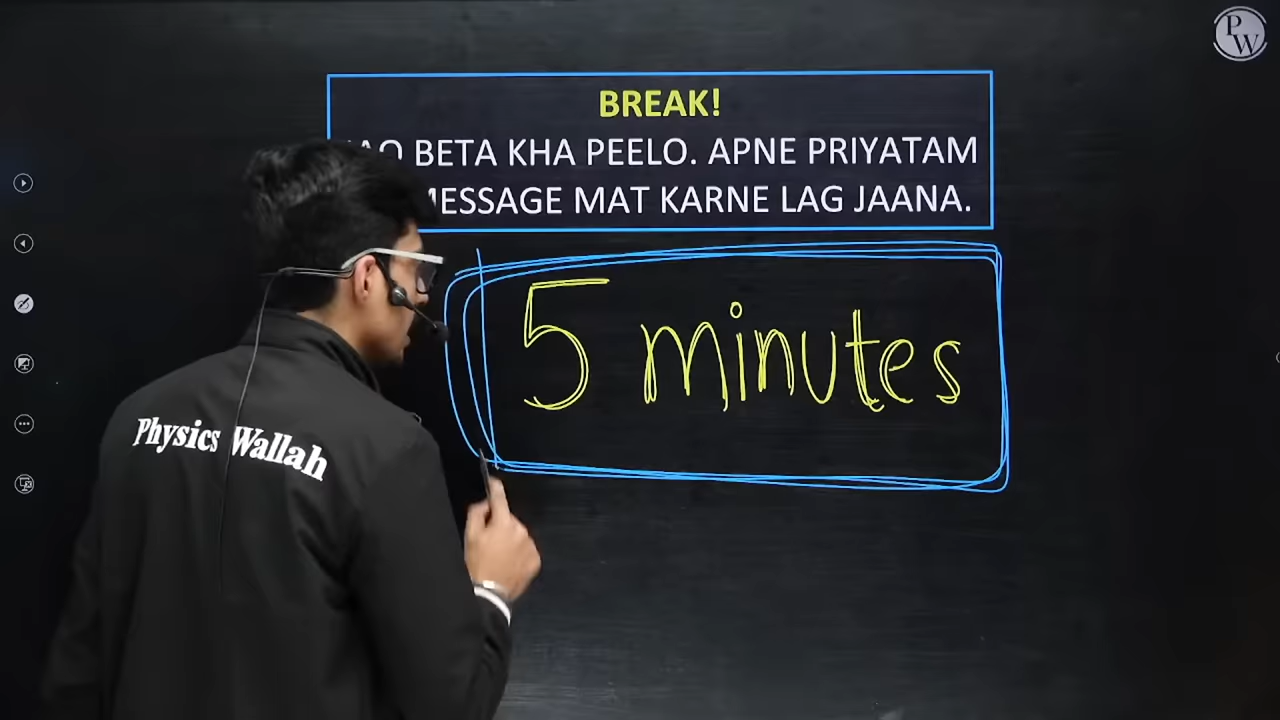 PW
BREAK!
BETA KHA PEELO. APNE PRIYATAM
MESSAGE MAT KARNE LAG JAANA.
5 minutes
Physics Wallah